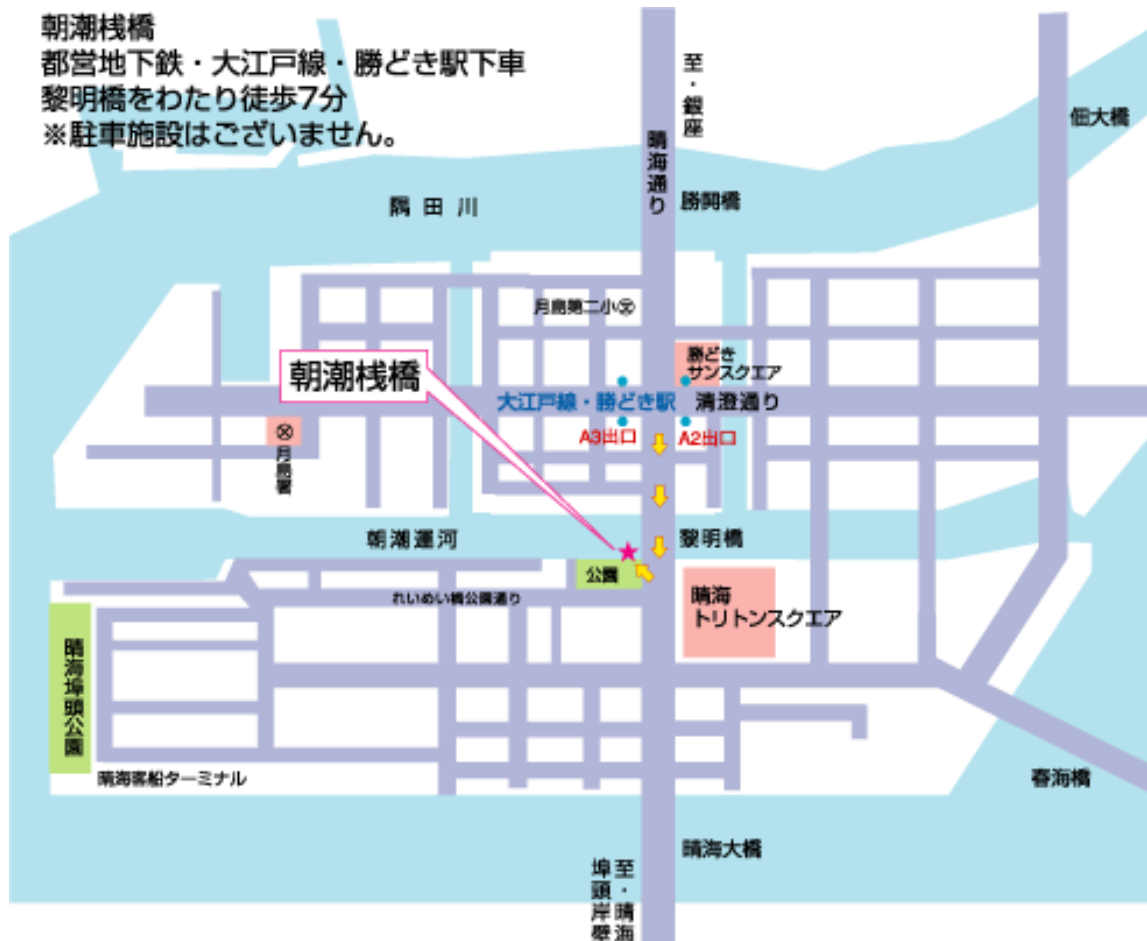 朝潮桟橋
都営地下鉄・大江戸線・勝どき駅下車
黎明橋をわたり徒歩7分
※駐車施設はございません。
至・銀座
晴海通り
佃大橋
隅田川
勝鬨橋
月島第二小
勝どき
サンスクエア
朝潮桟橋
大江戸線・勝どき駅
清澄通り
A3出口
A2出口
月島署
朝潮運河
黎明橋
公園
れいめい橋公園通り
晴海
トリトンスクエア
晴海埠頭公園
晴海客船ターミナル
春海橋
晴海大橋
至・晴海
埠頭岸壁